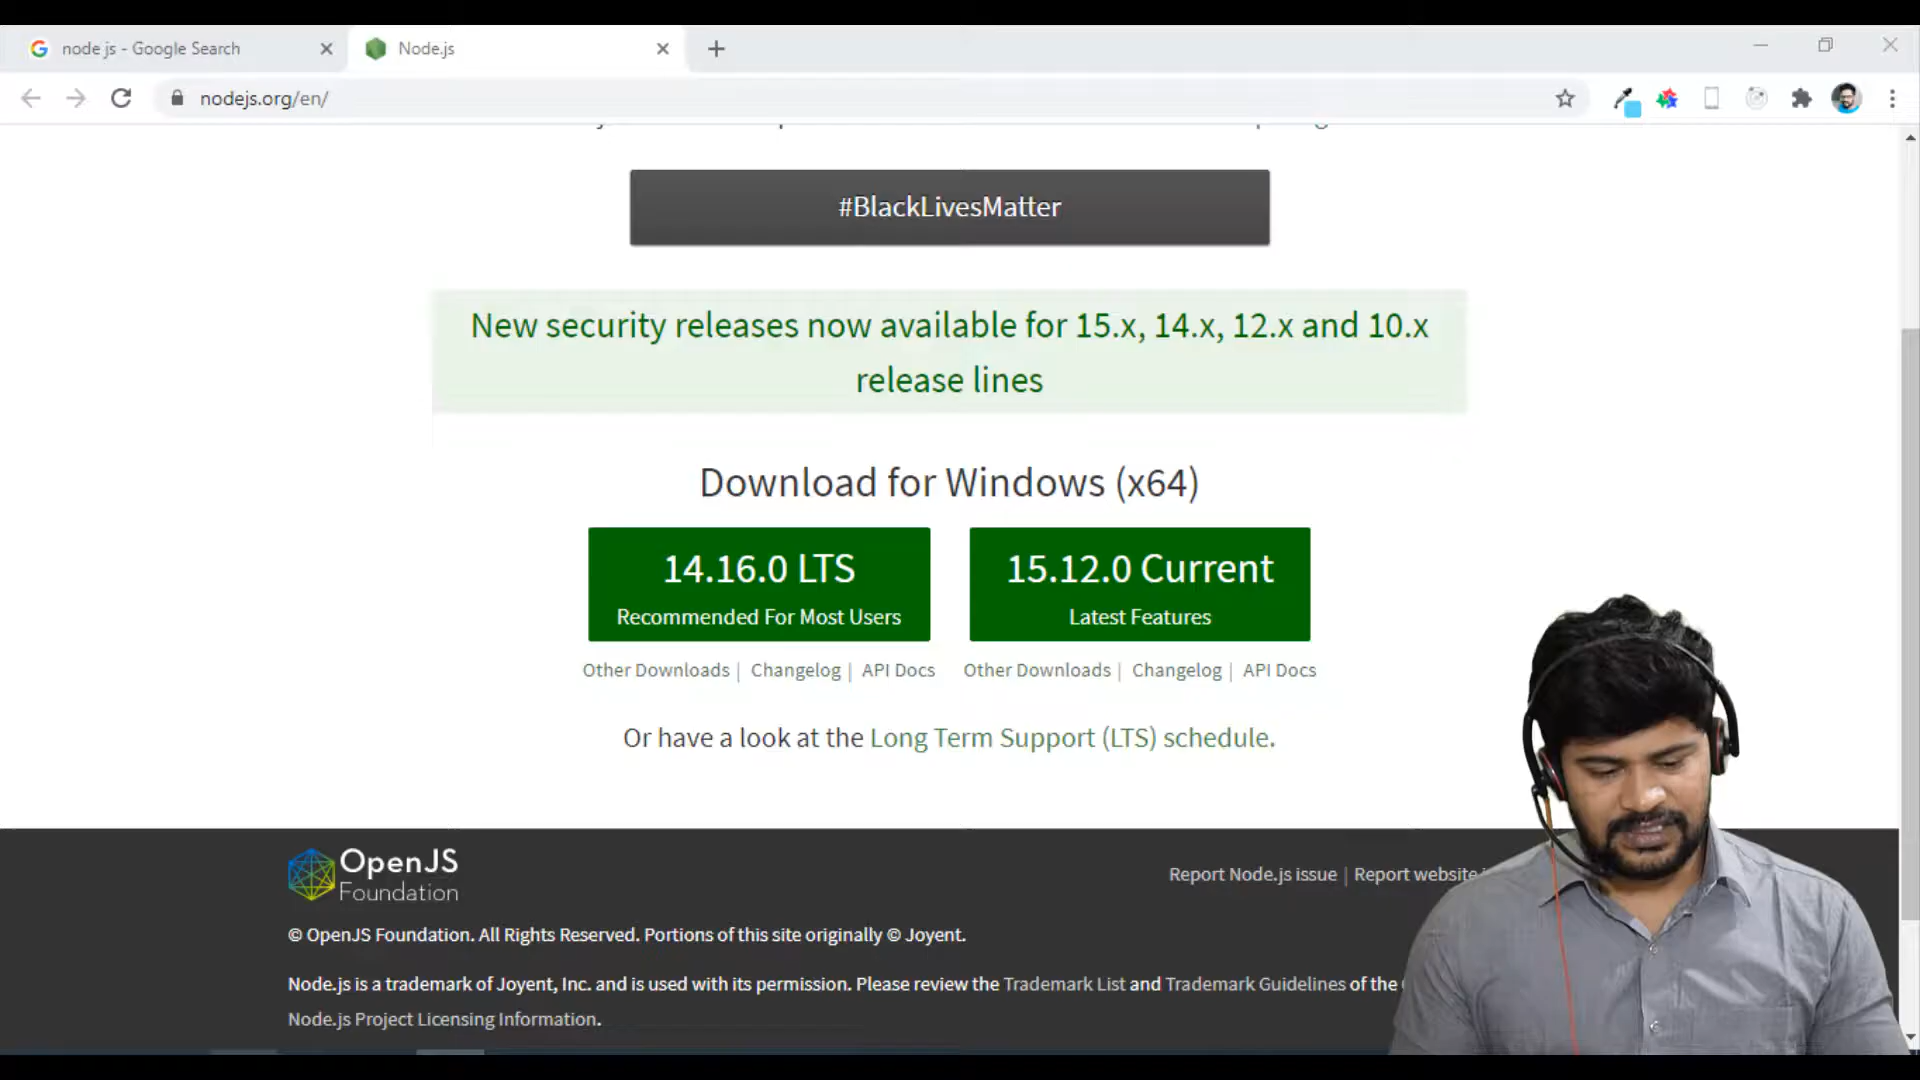 node js - Google Search
Node.js
nodejs.org/en/
#BlackLivesMatter
New security releases now available for 15.x, 14.x, 12.x and 10.x
release lines
Download for Windows (x64)
14.16.0 LTS
Recommended For Most Users
15.12.0 Current
Latest Features
Other Downloads | Changelog | API Docs
Other Downloads | Changelog | API Docs
Or have a look at the Long Term Support (LTS) schedule.
OpenJS
Foundation
Report Node.js issue | Report website
© OpenJS Foundation. All Rights Reserved. Portions of this site originally © Joyent.
Node.js is a trademark of Joyent, Inc. and is used with its permission. Please review the Trademark List and Trademark Guidelines of the
Node.js Project Licensing Information.